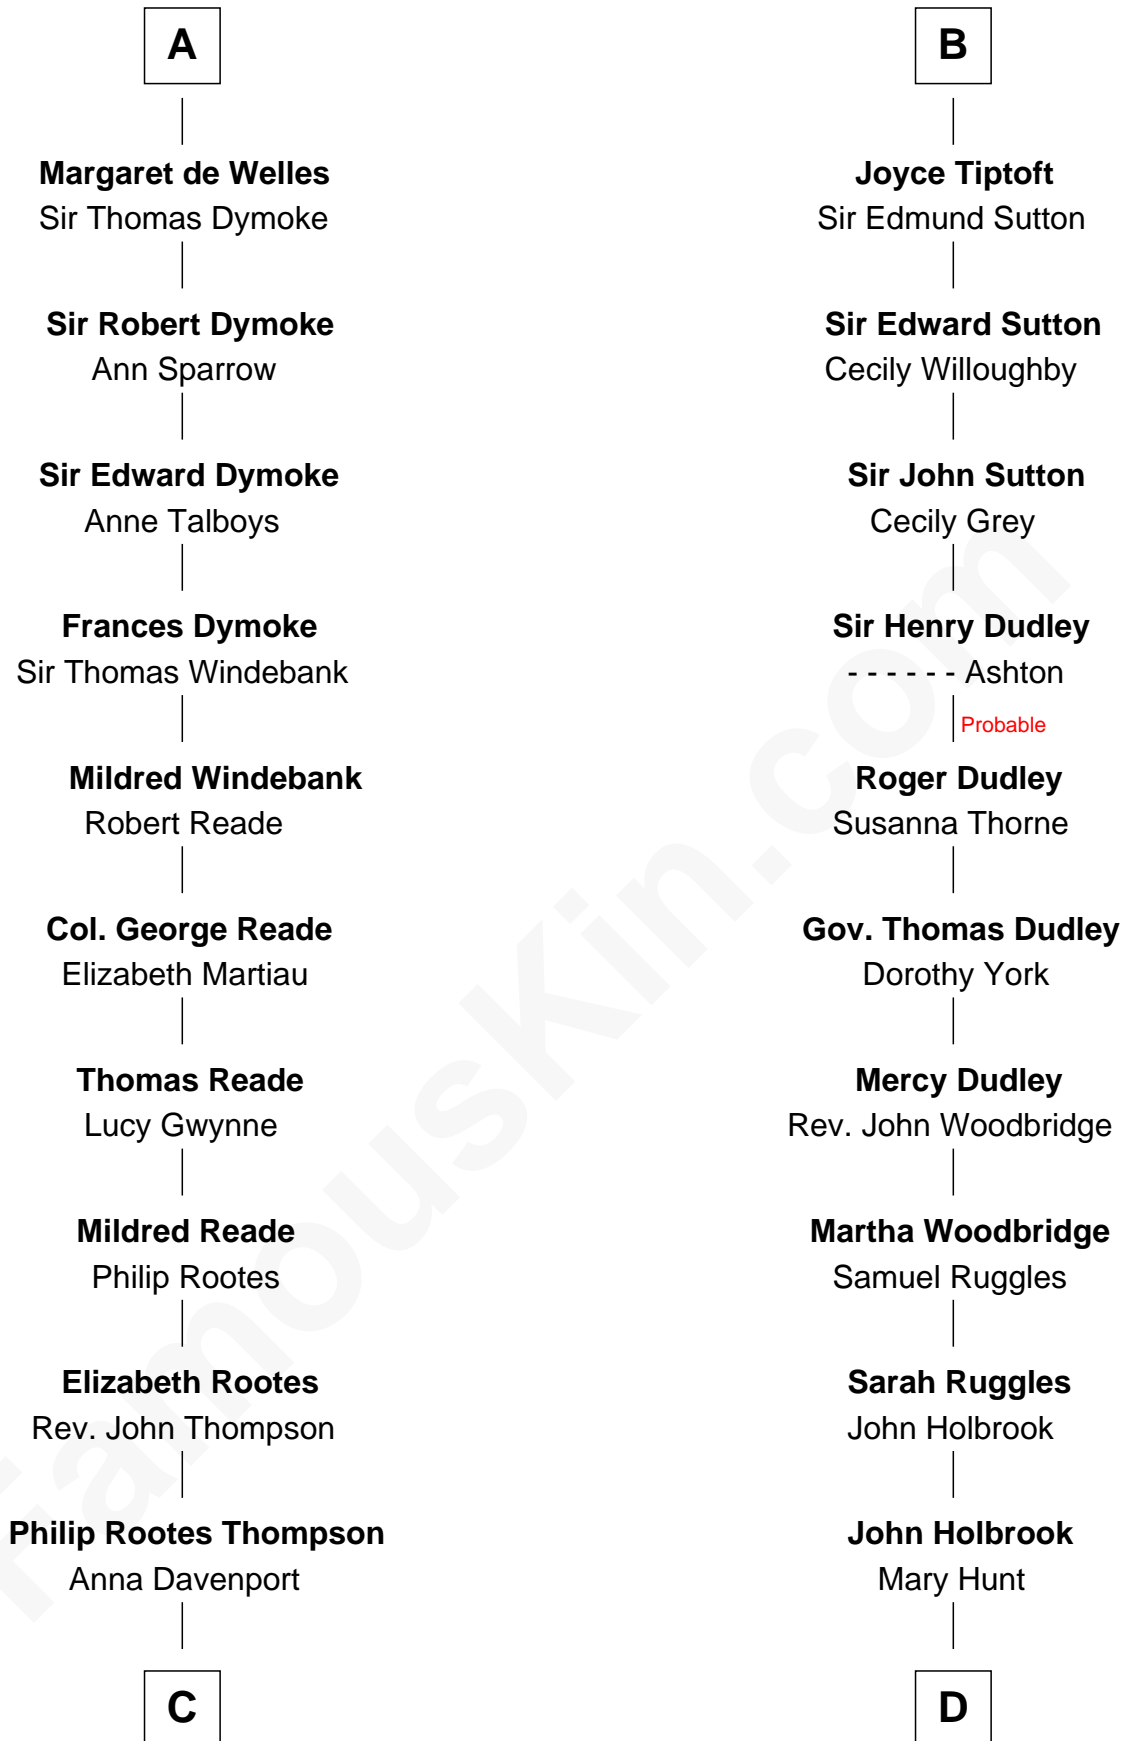 A
Margaret de Welles
Sir Thomas Dymoke
Sir Robert Dymoke
Ann Sparrow
Sir Edward Dymoke
Anne Talboys
Frances Dymoke
Sir Thomas Windebank
Mildred Windebank
Robert Reade
Col. George Reade
Elizabeth Martiau
Thomas Reade
Lucy Gwynne
Mildred Reade
Philip Rootes
Elizabeth Rootes
Rev. John Thompson
Philip Rootes Thompson
Anna Davenport
C
B
Joyce Tiptoft
Sir Edmund Sutton
Sir Edward Sutton
Cecily Willoughby
Sir John Sutton
Cecily Grey
Sir Henry Dudley
- - - - - - Ashton
Probable
Roger Dudley
Susanna Thorne
Gov. Thomas Dudley
Dorothy York
Mercy Dudley
Rev. John Woodbridge
Martha Woodbridge
Samuel Ruggles
Sarah Ruggles
John Holbrook
John Holbrook
Mary Hunt
D
FamousKin.com